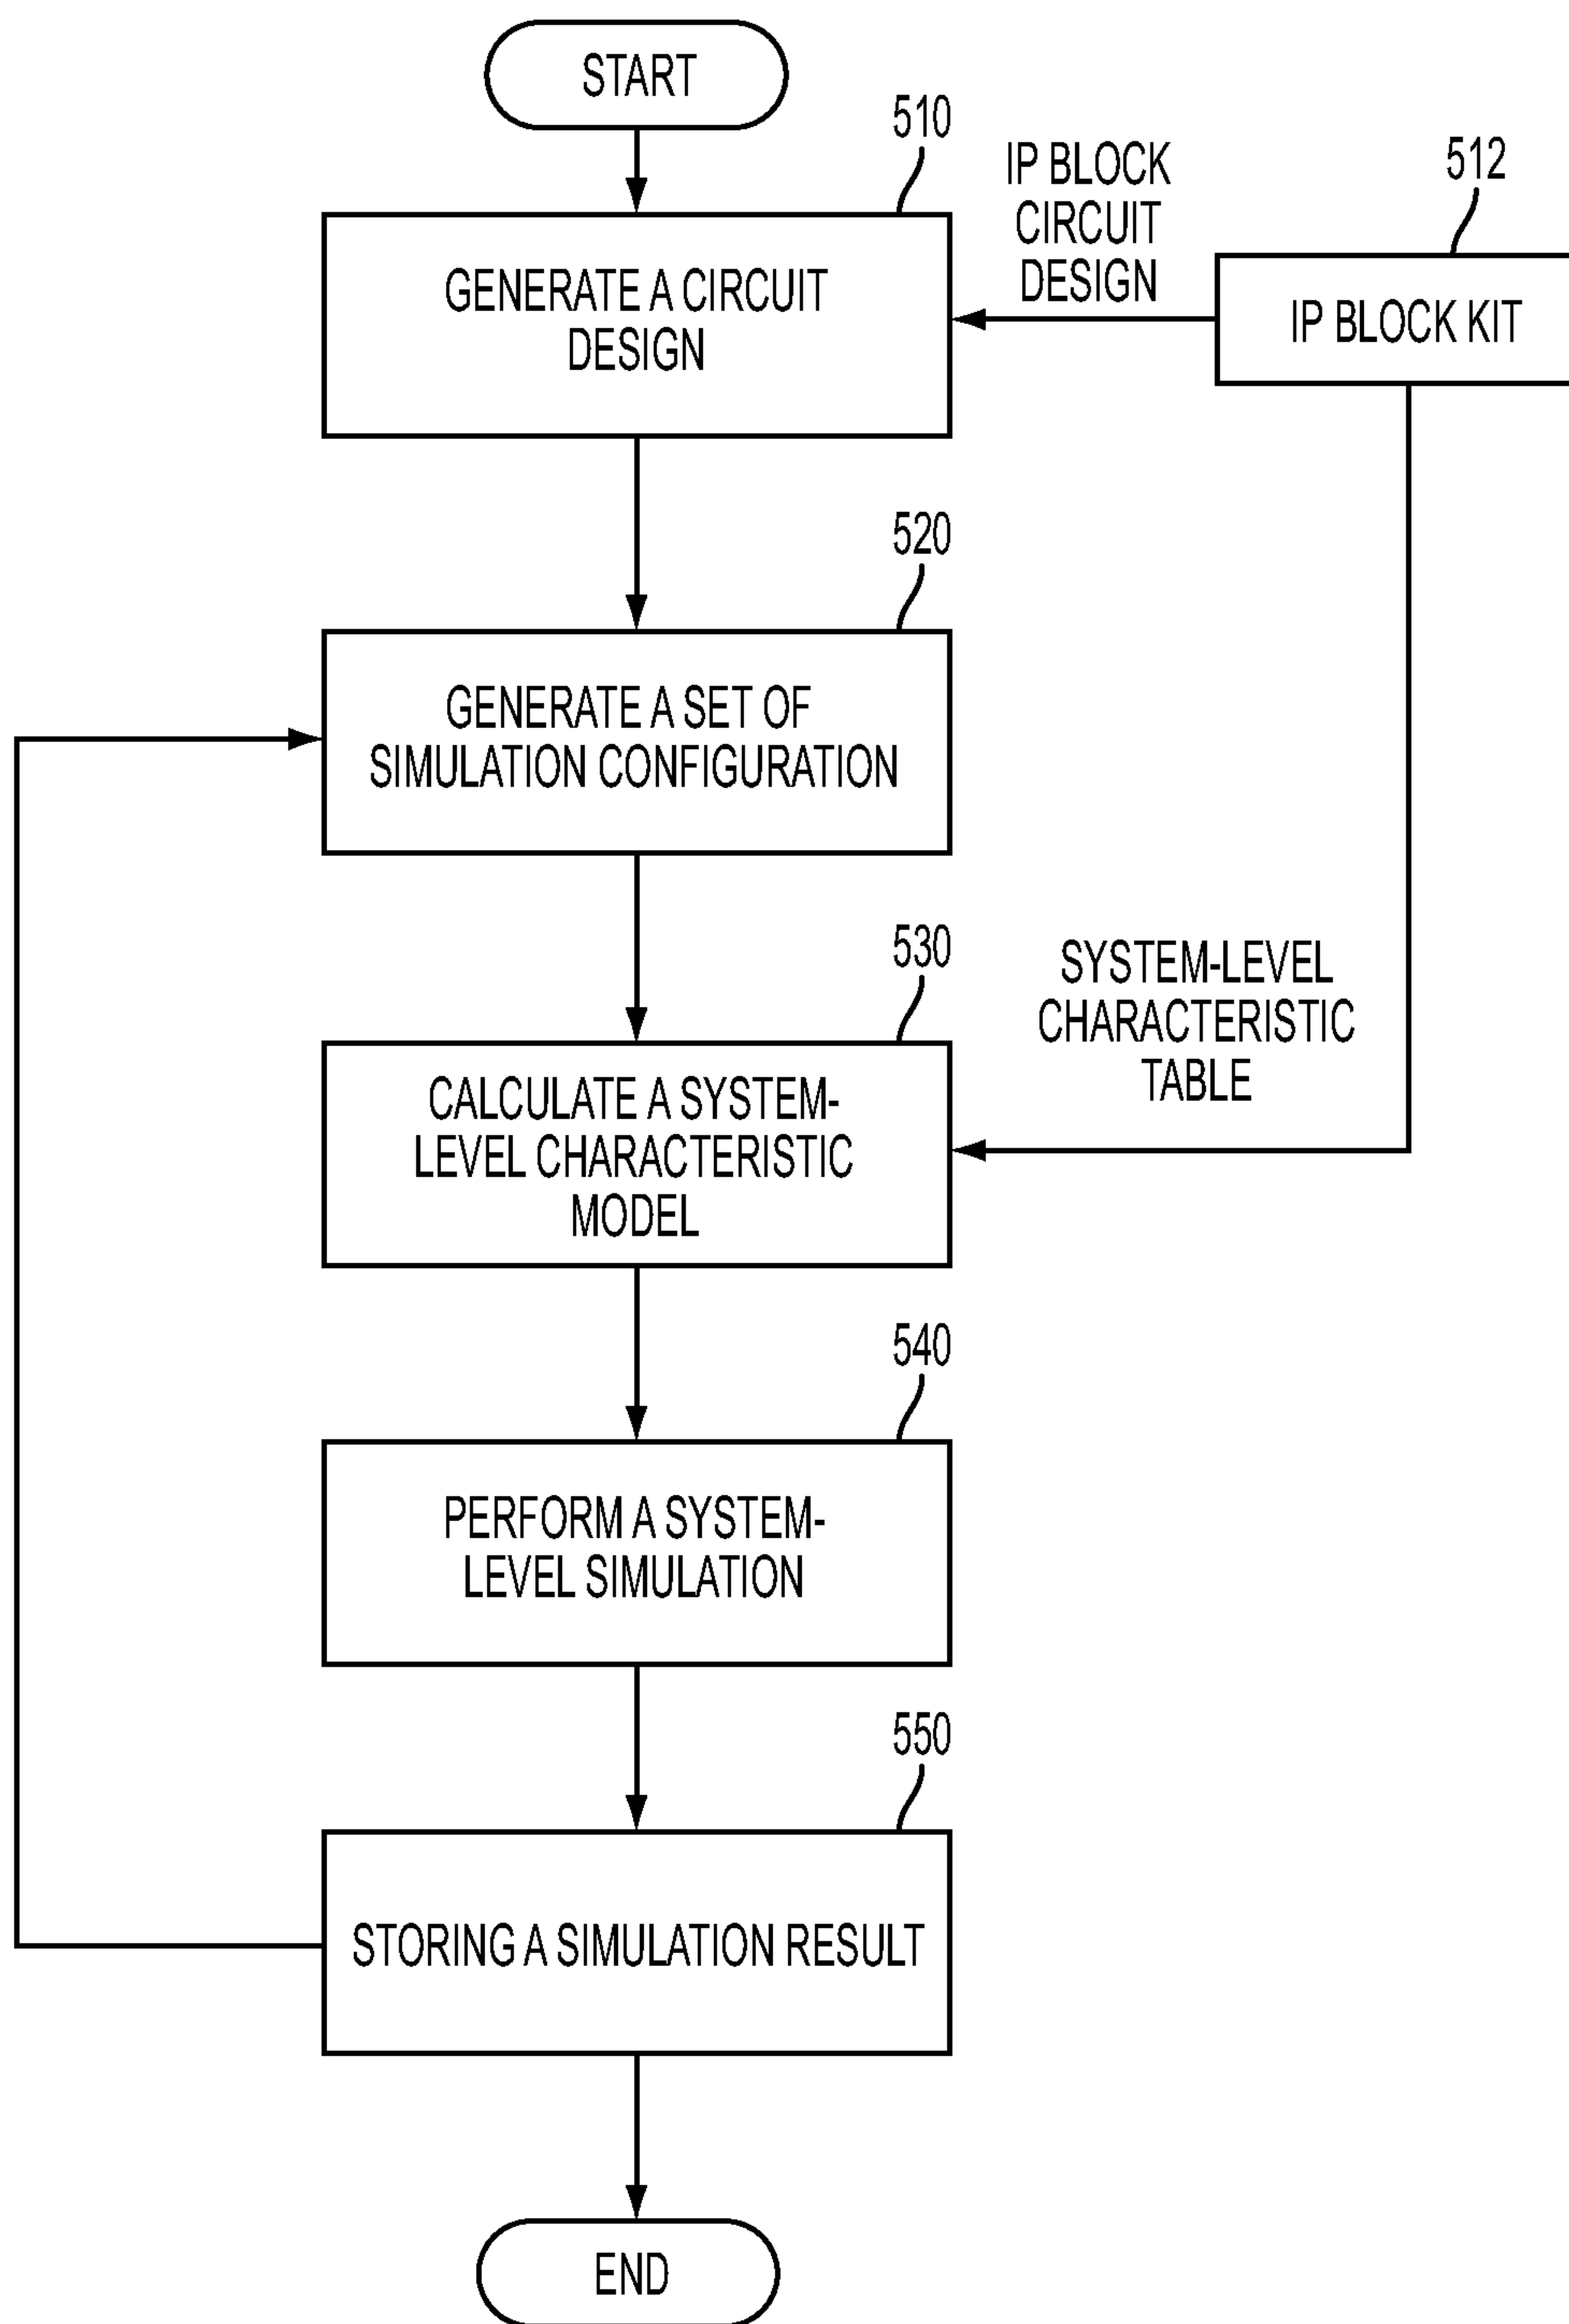 START
510
IP BLOCK
CIRCUIT
DESIGN
512
GENERATE A CIRCUIT
DESIGN
IP BLOCK KIT
520
GENERATE A SET OF
SIMULATION CONFIGURATION
530
SYSTEM-LEVEL
CHARACTERISTIC
TABLE
CALCULATE A SYSTEM-
LEVEL CHARACTERISTIC
MODEL
540
PERFORM A SYSTEM-
LEVEL SIMULATION
550
STORING A SIMULATION RESULT
END